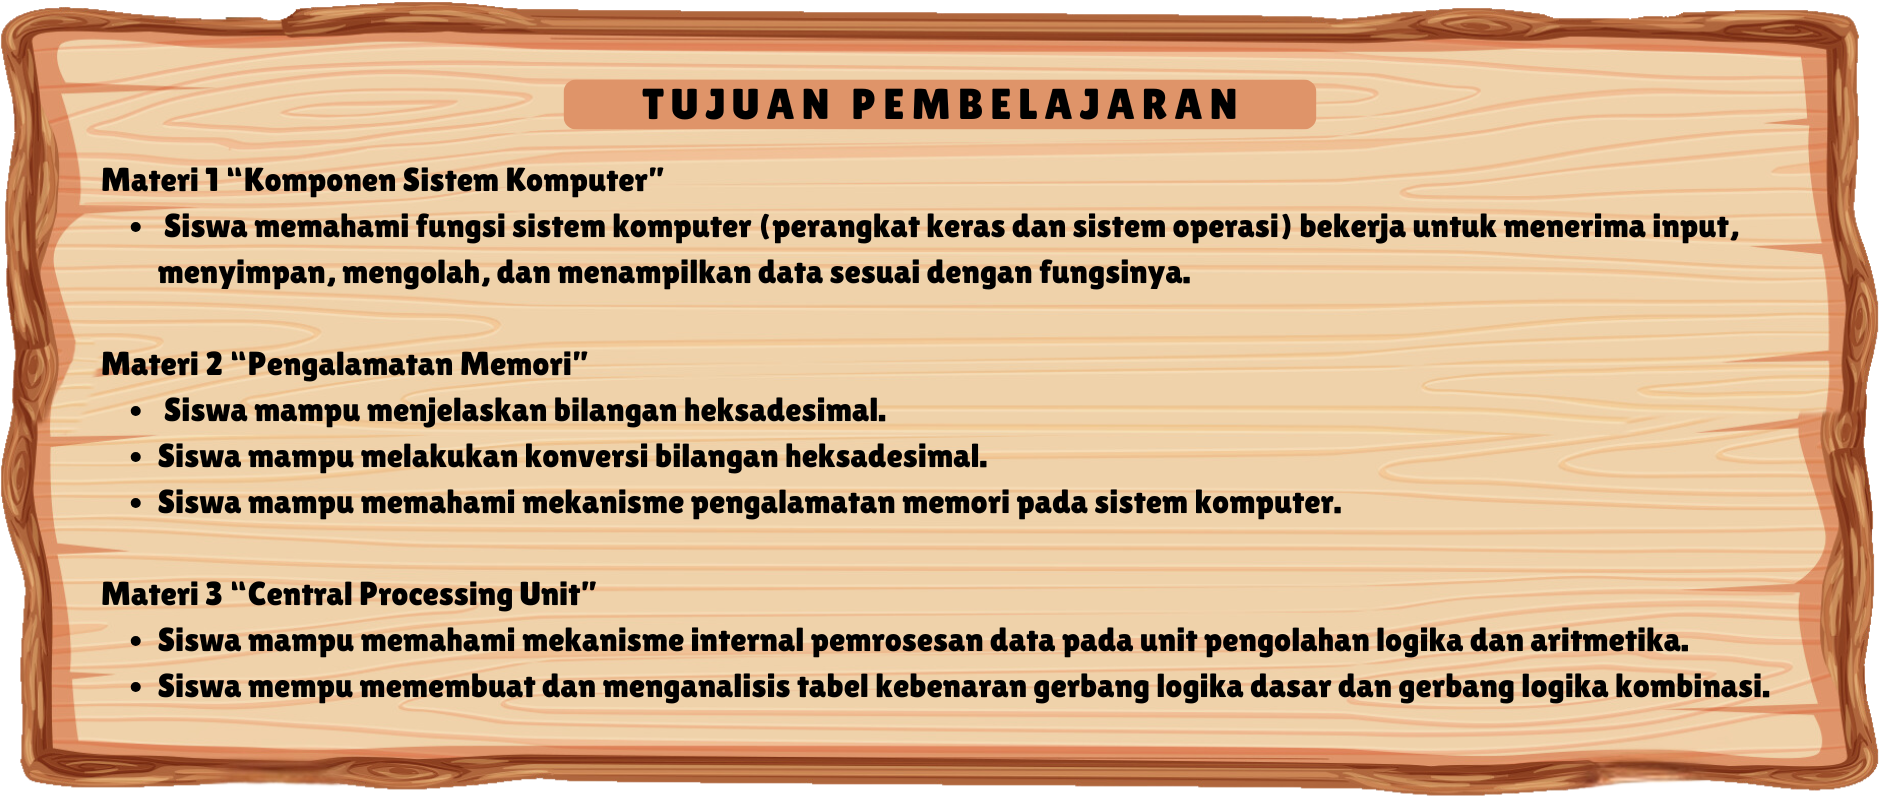 TUJUAN PEMBELAJARAN
Materi 1 “Komponen Sistem Komputer”
• Siswa memahami fungsi sistem komputer (perangkat keras dan sistem operasi) bekerja untuk menerima input,
menyimpan, mengolah, dan menampilkan data sesuai dengan fungsinya.
Materi 2 “Pengalamatan Memori”
• Siswa mampu menjelaskan bilangan heksadesimal.
• Siswa mampu melakukan konversi bilangan heksadesimal.
• Siswa mampu memahami mekanisme pengalamatan memori pada sistem komputer.
Materi 3 “Central Processing Unit”
• Siswa mampu memahami mekanisme internal pemrosesan data pada unit pengolahan logika dan aritmetika.
• Siswa mempu memembuat dan menganalisis tabel kebenaran gerbang logika dasar dan gerbang logika kombinasi.